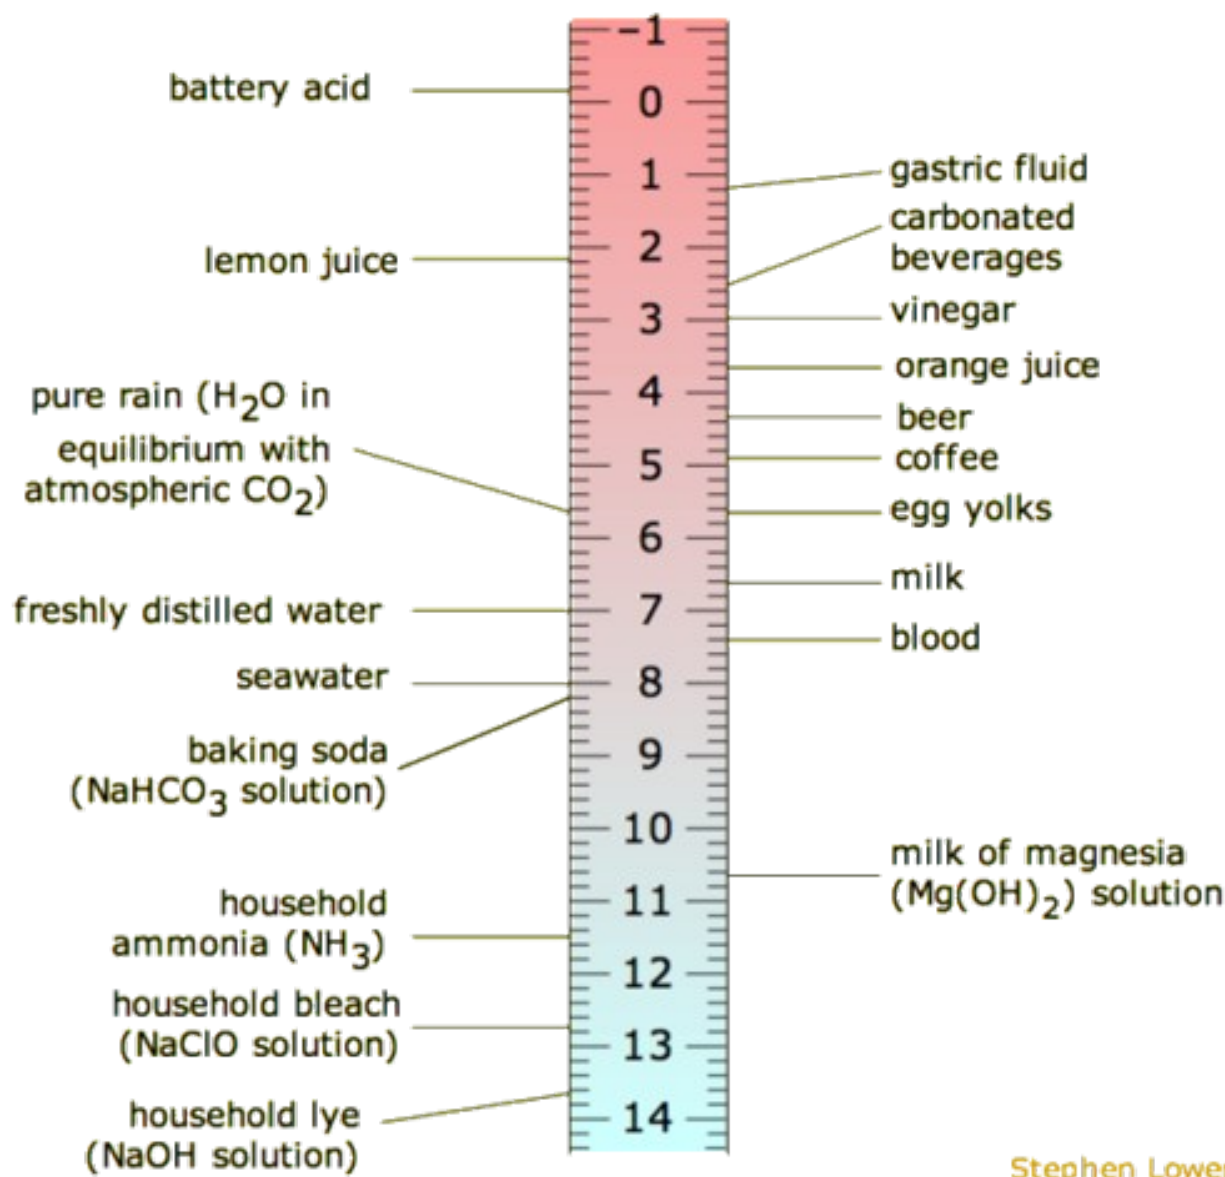 battery acid
lemon juice
pure rain (H₂O in
equilibrium with
atmospheric CO₂)
freshly distilled water
seawater
baking soda
(NaHCO₃ solution)
household
ammonia (NH₃)
household bleach
(NaClO solution)
household lye
(NaOH solution)
−1
0
1
2
3
4
5
6
7
8
9
10
11
12
13
14
gastric fluid
carbonated
beverages
vinegar
orange juice
beer
coffee
egg yolks
milk
blood
milk of magnesia
(Mg(OH)₂) solution
Stephen Lower